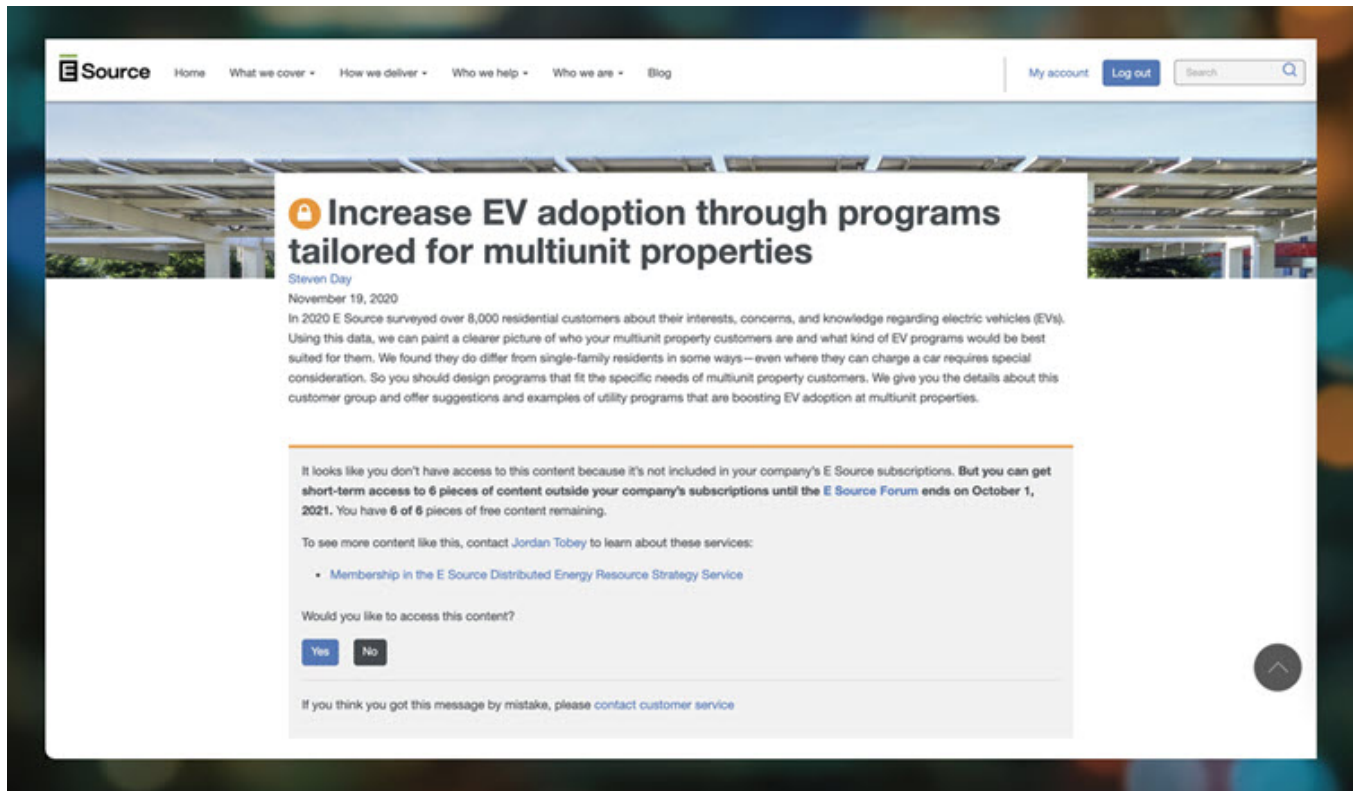 E Source
Home What we cover How we deliver Who we help Who we are Blog
My account Log out Search
Increase EV adoption through programs
tailored for multiunit properties
Steven Day
November 19, 2020
In 2020 E Source surveyed over 8,000 residential customers about their interests, concerns, and knowledge regarding electric vehicles (EVs).
Using this data, we can paint a clearer picture of who your multiunit property customers are and what kind of EV programs would be best
suited for them. We found they do differ from single-family residents in some ways—even where they can charge a car requires special
consideration. So you should design programs that fit the specific needs of multiunit property customers. We give you the details about this
customer group and offer suggestions and examples of utility programs that are boosting EV adoption at multiunit properties.
It looks like you don't have access to this content because it's not included in your company's E Source subscriptions. But you can get
short-term access to 6 pieces of content outside your company's subscriptions until the E Source Forum ends on October 1,
2021. You have 6 of 6 pieces of free content remaining.
To see more content like this, contact Jordan Tobey to learn about these services:
• Membership in the E Source Distributed Energy Resource Strategy Service
Would you like to access this content?
Yes No
If you think you got this message by mistake, please contact customer service